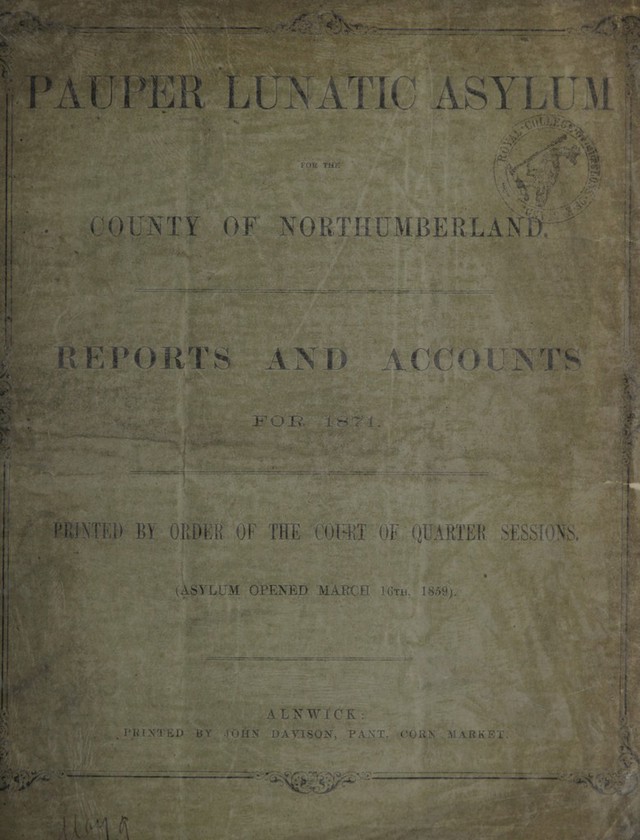 PAUPER LUNATIC ASYLUM
FOR THE
COUNTY OF NORTHUMBERLAND,
REPORTS AND ACCOUNTS
FOR 1871.
PRINTED BY ORDER OF THE COURT OF QUARTER SESSIONS.
(ASYLUM OPENED MARCH 16TH, 1859).
ALNWICK:
PRINTED BY JOHN DAVISON, PANT, CORN MARKET.